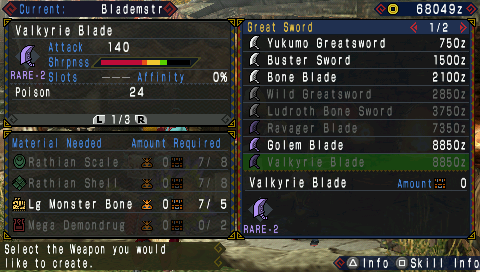 Current: Blademstr
68049z
Valkyrie Blade
Attack 140
Shrpnss
RARE-2 Slots --- Affinity 0%
Poison 24
L 1/3 R
Material Needed Amount Required
Rathian Scale 0 7/ 8
Rathian Shell 0 7/ 8
Lg Monster Bone 0 7/ 5
Mega Demondrug 0 0/ 2
Select the Weapon you would
like to create.
Great Sword 1/2
Yukumo Greatsword 750z
Buster Sword 1500z
Bone Blade 2100z
Wild Greatsword 2850z
Ludroth Bone Sword 3750z
Ravager Blade 7350z
Golem Blade 8850z
Valkyrie Blade 8850z
Valkyrie Blade Amount 0
RARE-2
Info Skill Info